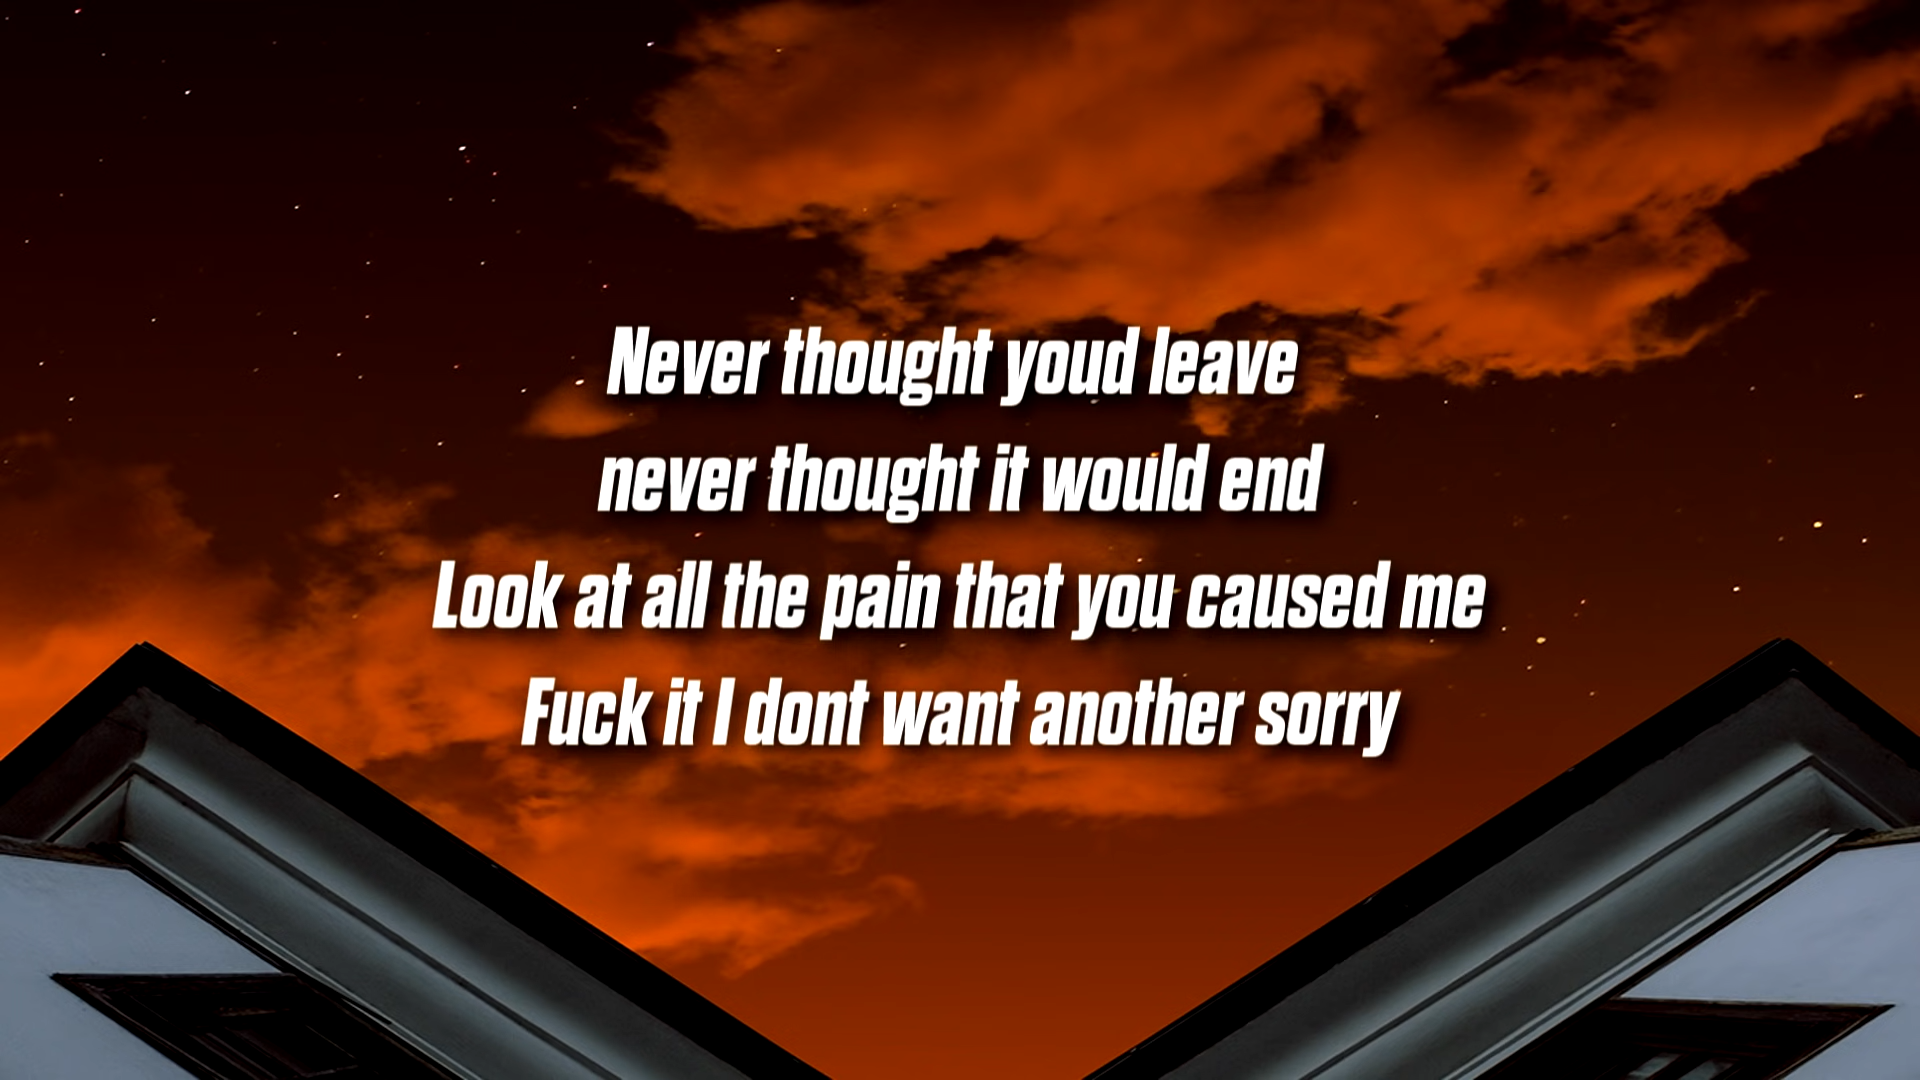 Never thought youd leave
never thought it would end
Look at all the pain that you caused me
Fuck it I dont want another sorry